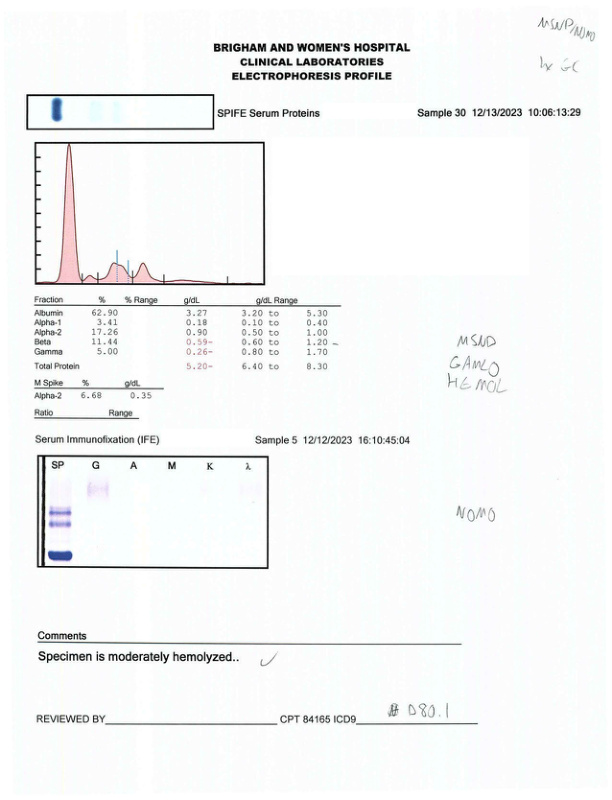 MSNP/NOMO
BRIGHAM AND WOMEN'S HOSPITAL
CLINICAL LABORATORIES
ELECTROPHORESIS PROFILE
SPIFE Serum Proteins Sample 30 12/13/2023 10:06:13:29
Fraction % % Range g/dL g/dL Range
Albumin 62.90 3.27 3.20 to 5.30
Alpha-1 3.41 0.18 0.10 to 0.40
Alpha-2 17.26 0.90 0.50 to 1.00
Beta 11.44 0.59- 0.60 to 1.20
Gamma 5.00 0.26- 0.80 to 1.70
Total Protein 5.20- 6.40 to 8.30
MSND
GAMLO
HEMOL
M Spike % g/dL
Alpha-2 6.68 0.35
Ratio Range
Serum Immunofixation (IFE) Sample 5 12/12/2023 16:10:45:04
SP G A M K λ
NOMO
Comments
Specimen is moderately hemolyzed..
REVIEWED BY CPT 84165 ICD9 D80.1